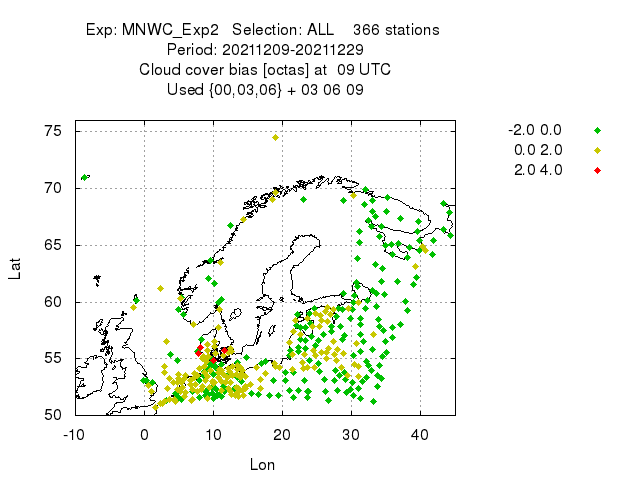 Exp: MNWC_Exp2   Selection: ALL    366 stations
Period: 20211209-20211229
Cloud cover bias [octas] at  09 UTC
Used {00,03,06} + 03 06 09
-2.0 0.0
0.0 2.0
2.0 4.0
75
70
65
60
55
50
Lat
-10 0 10 20 30 40
Lon